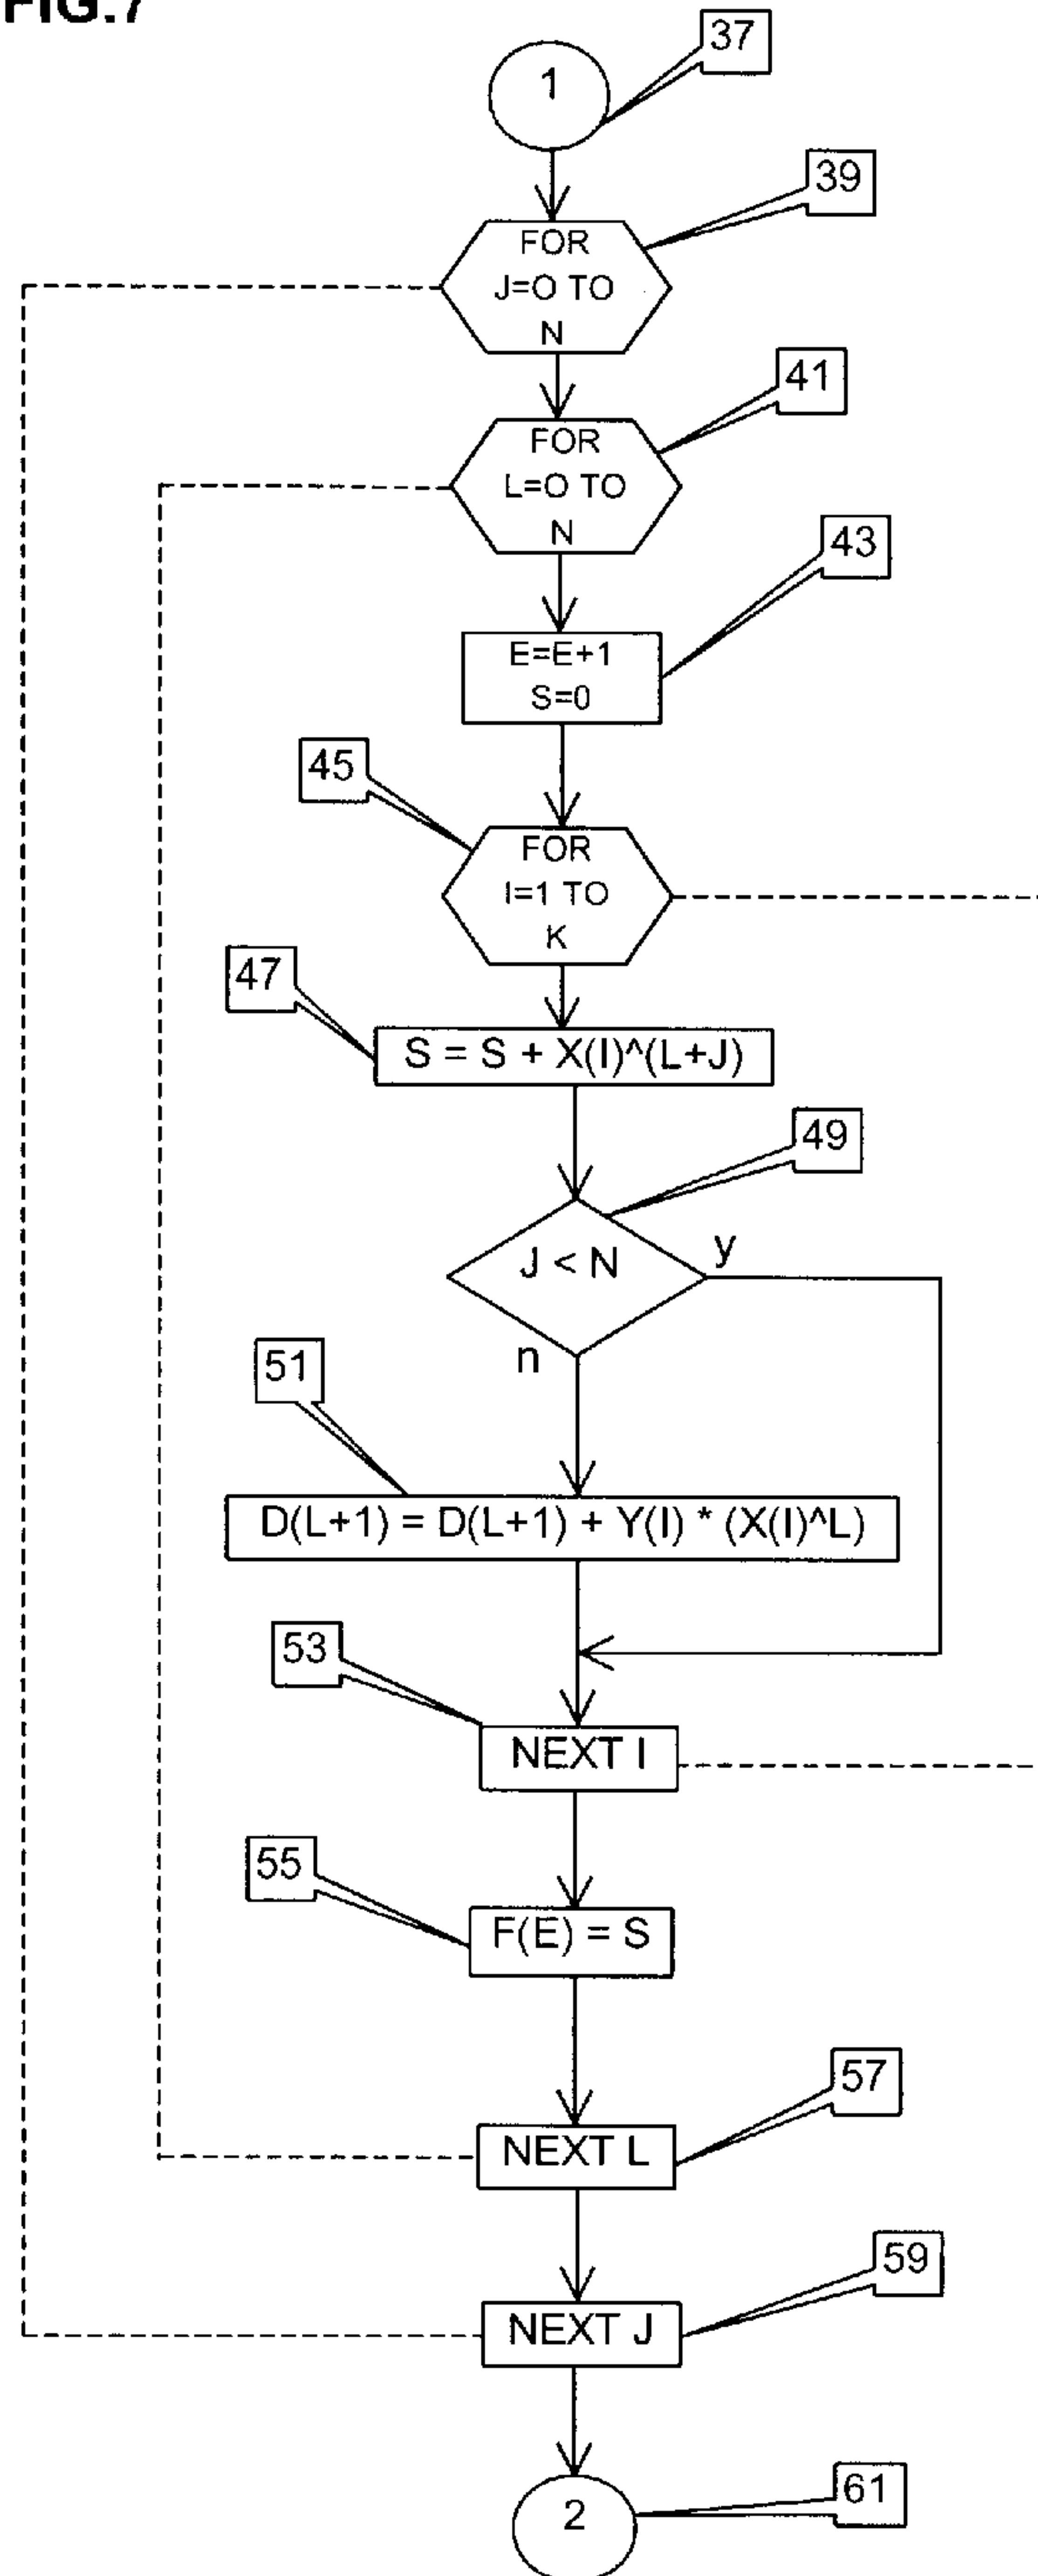 FIG.7
37
1
39
FOR
J=O TO
N
41
FOR
L=O TO
N
43
E=E+1
S=0
45
FOR
I=1 TO
K
47
S = S + X(I)^(L+J)
49
J < N
y
n
51
D(L+1) = D(L+1) + Y(I) * (X(I)^L)
53
NEXT I
55
F(E) = S
57
NEXT L
59
NEXT J
61
2